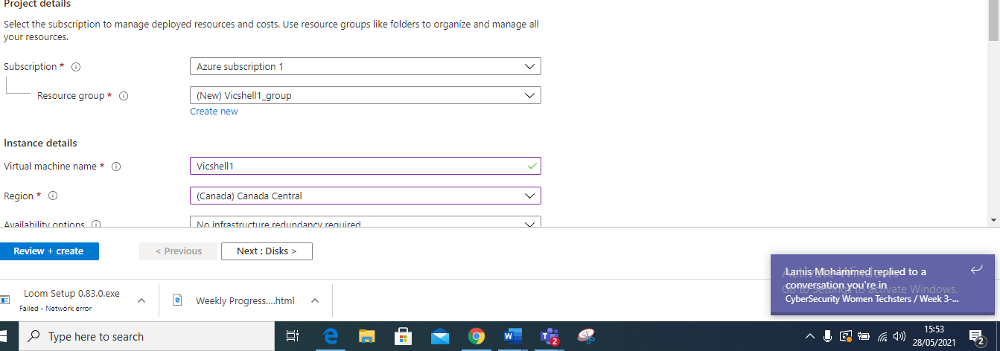 Project details
Select the subscription to manage deployed resources and costs. Use resource groups like folders to organize and manage all
your resources.
Subscription *
Azure subscription 1
Resource group *
(New) Vicshell1_group
Create new
Instance details
Virtual machine name *
Vicshell1
Region *
(Canada) Canada Central
Availability options
No infrastructure redundancy required
Review + create
< Previous
Next : Disks >
Activate Windows
Go to Settings to activate Windows.
Lamis Mohammed replied to a
conversation you're in
CyberSecurity Women Techsters / Week 3-...
Loom Setup 0.83.0.exe
Failed - Network error
Weekly Progress....html
Type here to search
2
15:53
28/05/2021
2